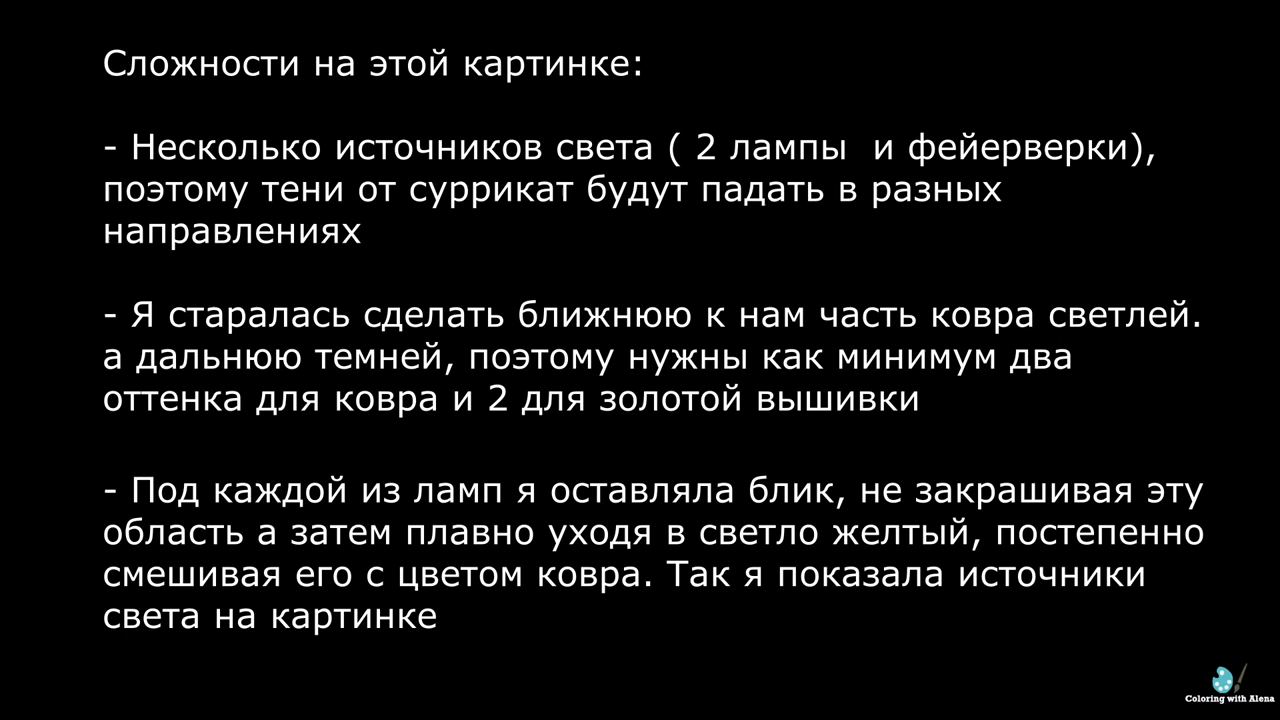 Сложности на этой картинке:
- Несколько источников света ( 2 лампы  и фейерверки),
поэтому тени от суррикат будут падать в разных
направлениях
- Я старалась сделать ближнюю к нам часть ковра светлей.
а дальнюю темней, поэтому нужны как минимум два
оттенка для ковра и 2 для золотой вышивки
- Под каждой из ламп я оставляла блик, не закрашивая эту
область а затем плавно уходя в светло желтый, постепенно
смешивая его с цветом ковра. Так я показала источники
света на картинке
Coloring with Alena